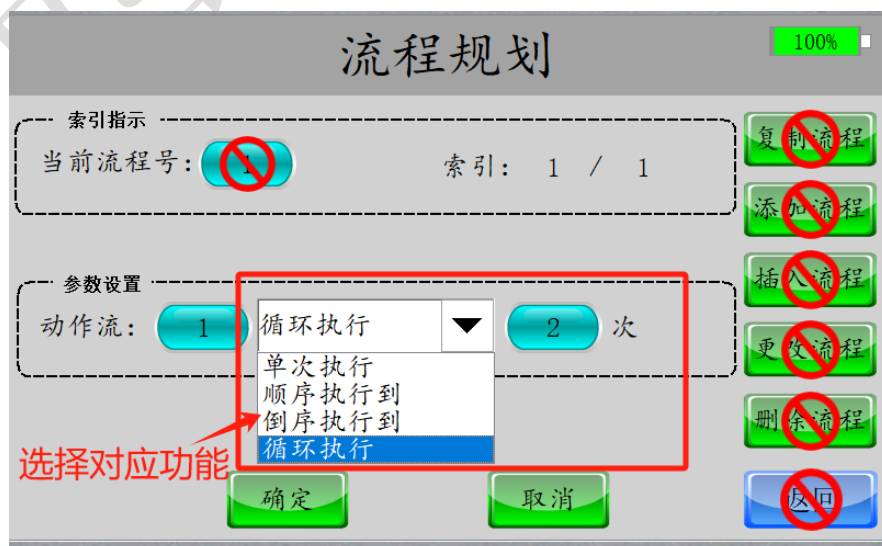 流程规划
100%
索引指示
当前流程号: 1
索引: 1 / 1
复制流程
添加流程
插入流程
更改流程
删除流程
返回
参数设置
动作流: 1 循环执行 2 次
单次执行
顺序执行到
倒序执行到
循环执行
选择对应功能
确定
取消